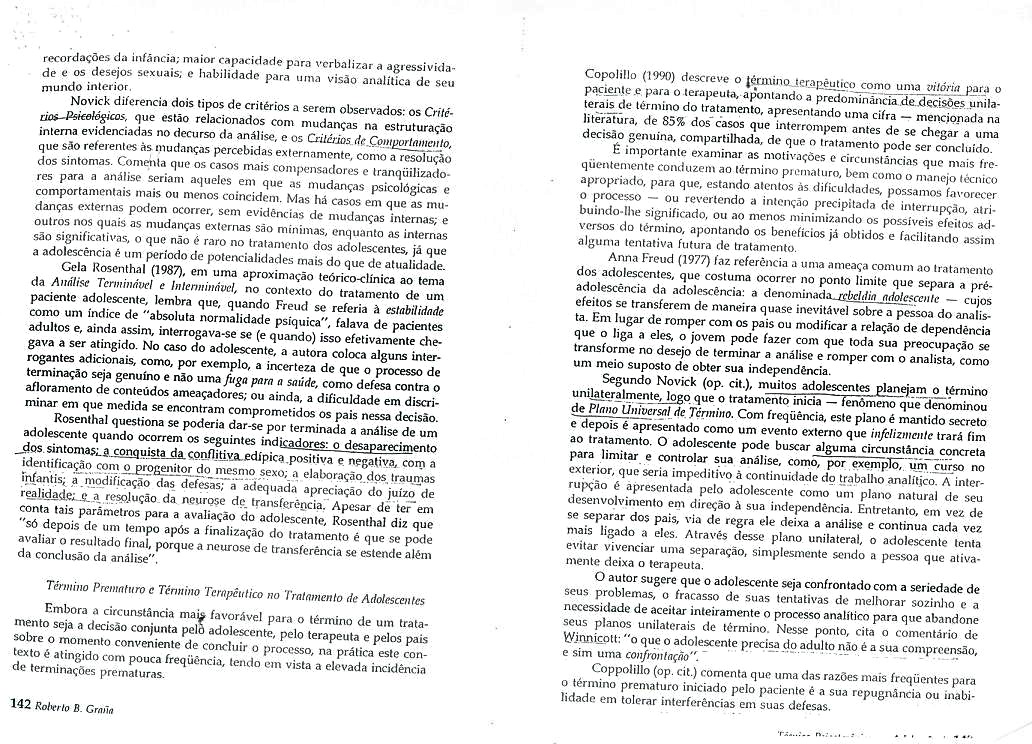 recordações da infância; maior capacidade para verbalizar a agressivida-
de e os desejos sexuais; e habilidade para uma visão analítica de seu
mundo interior.
Novick diferencia dois tipos de critérios a serem observados: os Crité-
rios Psicológicos, que estão relacionados com mudanças na estruturação
interna evidenciadas no decurso da análise, e os Critérios de Comportamento,
que são referentes às mudanças percebidas externamente, como a resolução
dos sintomas. Comenta que os casos mais compensadores e tranqüilizado-
res para a análise seriam aqueles em que as mudanças psicológicas e
comportamentais mais ou menos coincidem. Mas há casos em que as mu-
danças externas podem ocorrer, sem evidências de mudanças internas; e
outros nos quais as mudanças externas são mínimas, enquanto as internas
são significativas, o que não é raro no tratamento dos adolescentes, já que
a adolescência é um período de potencialidades mais do que de atualidade.
Gela Rosenthal (1987), em uma aproximação teórico-clínica ao tema
da Análise Terminável e Interminável, no contexto do tratamento de um
paciente adolescente, lembra que, quando Freud se referia à estabilidade
como um índice de "absoluta normalidade psíquica", falava de pacientes
adultos e, ainda assim, interrogava-se se (e quando) isso efetivamente che-
gava a ser atingido. No caso do adolescente, a autora coloca alguns inter-
rogantes adicionais, como, por exemplo, a incerteza de que o processo de
terminação seja genuíno e não uma fuga para a saúde, como defesa contra o
afloramento de conteúdos ameaçadores; ou ainda, a dificuldade em discri-
minar em que medida se encontram comprometidos os pais nessa decisão.
Rosenthal questiona se poderia dar-se por terminada a análise de um
adolescente quando ocorrem os seguintes indicadores: o desaparecimento
dos sintomas; a conquista da conflitiva edípica positiva e negativa, com a
identificação com o progenitor do mesmo sexo; a elaboração dos traumas
infantis; a modificação das defesas; a adequada apreciação do juízo de
realidade; e a resolução da neurose de transferência. Apesar de ter em
conta tais parâmetros para a avaliação do adolescente, Rosenthal diz que
"só depois de um tempo após a finalização do tratamento é que se pode
avaliar o resultado final, porque a neurose de transferência se estende além
da conclusão da análise".
Término Prematuro e Término Terapêutico no Tratamento de Adolescentes
Embora a circunstância mais favorável para o término de um trata-
mento seja a decisão conjunta pelo adolescente, pelo terapeuta e pelos pais
sobre o momento conveniente de concluir o processo, na prática este con-
texto é atingido com pouca freqüência, tendo em vista a elevada incidência
de terminações prematuras.
142 Roberto B. Graña
Copolillo (1990) descreve o término terapêutico como uma vitória para o
paciente e para o terapeuta, apontando a predominância de decisões unila-
terais de término do tratamento, apresentando uma cifra — mencionada na
literatura, de 85% dos casos que interrompem antes de se chegar a uma
decisão genuína, compartilhada, de que o tratamento pode ser concluído.
É importante examinar as motivações e circunstâncias que mais fre-
qüentemente conduzem ao término prematuro, bem como o manejo técnico
apropriado, para que, estando atentos às dificuldades, possamos favorecer
o processo — ou revertendo a intenção precipitada de interrupção, atri-
buindo-lhe significado, ou ao menos minimizando os possíveis efeitos ad-
versos do término, apontando os benefícios já obtidos e facilitando assim
alguma tentativa futura de tratamento.
Anna Freud (1977) faz referência a uma ameaça comum ao tratamento
dos adolescentes, que costuma ocorrer no ponto limite que separa a pré-
adolescência da adolescência: a denominada rebeldia adolescente — cujos
efeitos se transferem de maneira quase inevitável sobre a pessoa do analis-
ta. Em lugar de romper com os pais ou modificar a relação de dependência
que o liga a eles, o jovem pode fazer com que toda sua preocupação se
transforme no desejo de terminar a análise e romper com o analista, como
um meio suposto de obter sua independência.
Segundo Novick (op. cit.), muitos adolescentes planejam o término
unilateralmente, logo que o tratamento inicia — fenômeno que denominou
de Plano Universal de Término. Com freqüência, este plano é mantido secreto
e depois é apresentado como um evento externo que infelizmente trará fim
ao tratamento. O adolescente pode buscar alguma circunstância concreta
para limitar e controlar sua análise, como, por exemplo, um curso no
exterior, que seria impeditivo à continuidade do trabalho analítico. A inter-
rupção é apresentada pelo adolescente como um plano natural de seu
desenvolvimento em direção à sua independência. Entretanto, em vez de
se separar dos pais, via de regra ele deixa a análise e continua cada vez
mais ligado a eles. Através desse plano unilateral, o adolescente tenta
evitar vivenciar uma separação, simplesmente sendo a pessoa que ativa-
mente deixa o terapeuta.
O autor sugere que o adolescente seja confrontado com a seriedade de
seus problemas, o fracasso de suas tentativas de melhorar sozinho e a
necessidade de aceitar inteiramente o processo analítico para que abandone
seus planos unilaterais de término. Nesse ponto, cita o comentário de
Winnicott: "o que o adolescente precisa do adulto não é a sua compreensão,
e sim uma confrontação".
Coppolillo (op. cit.) comenta que uma das razões mais freqüentes para
o término prematuro iniciado pelo paciente é a sua repugnância ou inabi-
lidade em tolerar interferências em suas defesas.